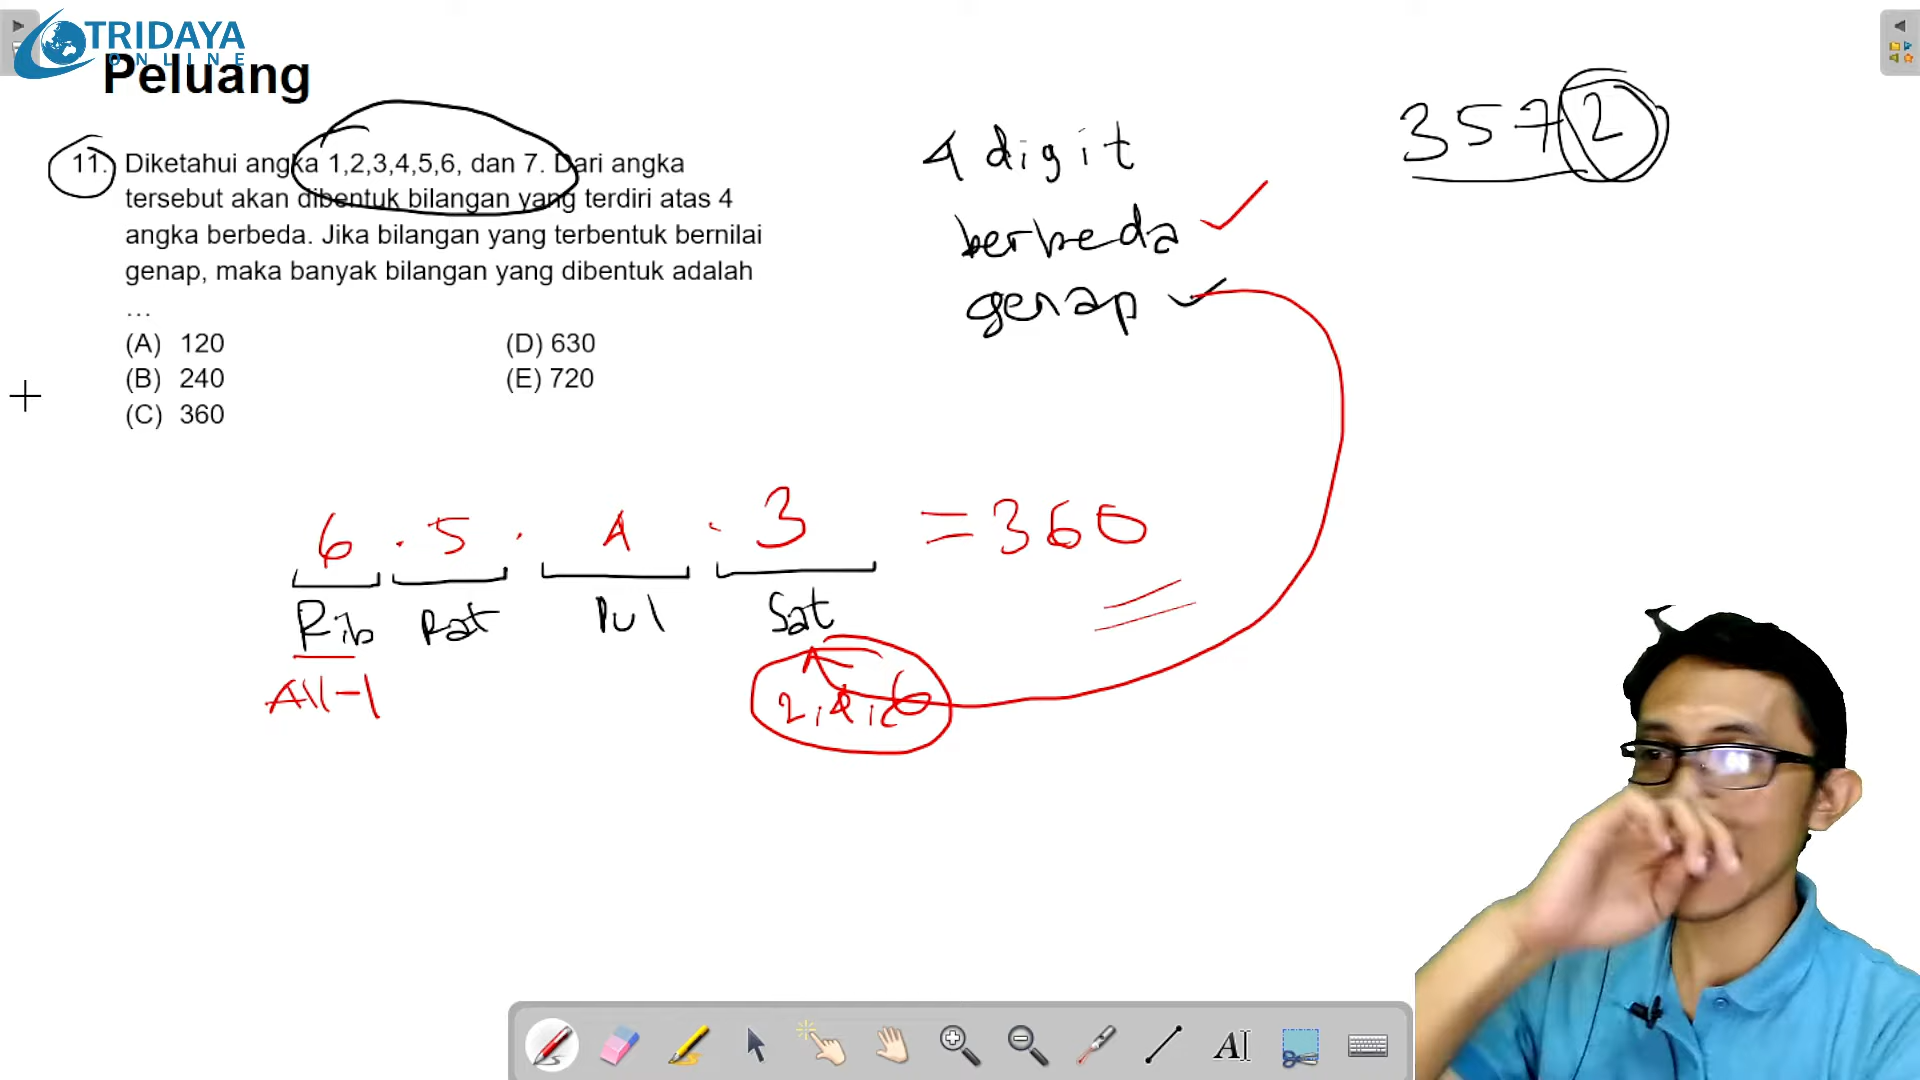 TRIDAYA
ONLINE
Peluang
11. Diketahui angka 1,2,3,4,5,6, dan 7. Dari angka
tersebut akan dibentuk bilangan yang terdiri atas 4
angka berbeda. Jika bilangan yang terbentuk bernilai
genap, maka banyak bilangan yang dibentuk adalah
...
(A) 120
(B) 240
(C) 360
(D) 630
(E) 720
4 digit
berbeda
genap
3572
6 . 5 . 4 . 3 = 360
Rib Rat Pul Sat
All-1
2,4,6